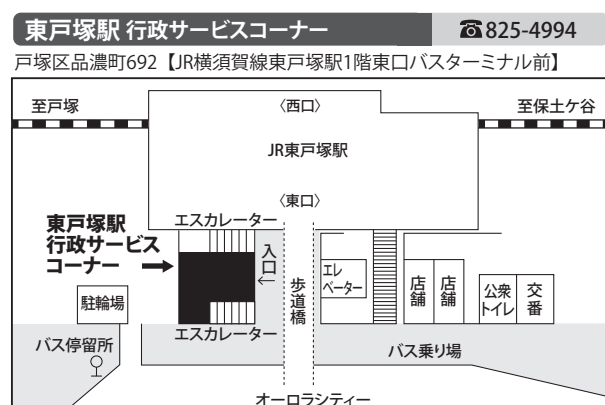 東戸塚駅 行政サービスコーナー
☎825-4994
戸塚区品濃町692【JR横須賀線東戸塚駅1階東口バスターミナル前】
至戸塚
〈西口〉
至保土ケ谷
JR東戸塚駅
〈東口〉
エスカレーター
東戸塚駅
行政サービス
コーナー
入口
歩道橋
エレ
ベーター
店舗
店舗
公衆
トイレ
交番
駐輪場
エスカレーター
バス停留所
バス乗り場
オーロラシティー